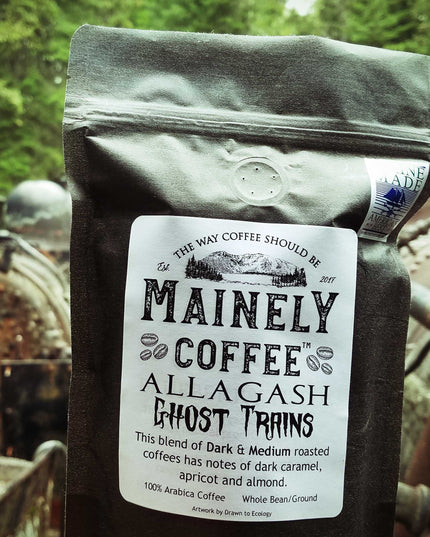 MAINE
MADE
THE WAY COFFEE SHOULD BE
Est. 2017
MAINELY
COFFEE™
ALLAGASH
GHOST TRAINS
This blend of Dark & Medium roasted
coffees has notes of dark caramel,
apricot and almond.
100% Arabica Coffee Whole Bean/Ground
Artwork by Drawn to Ecology